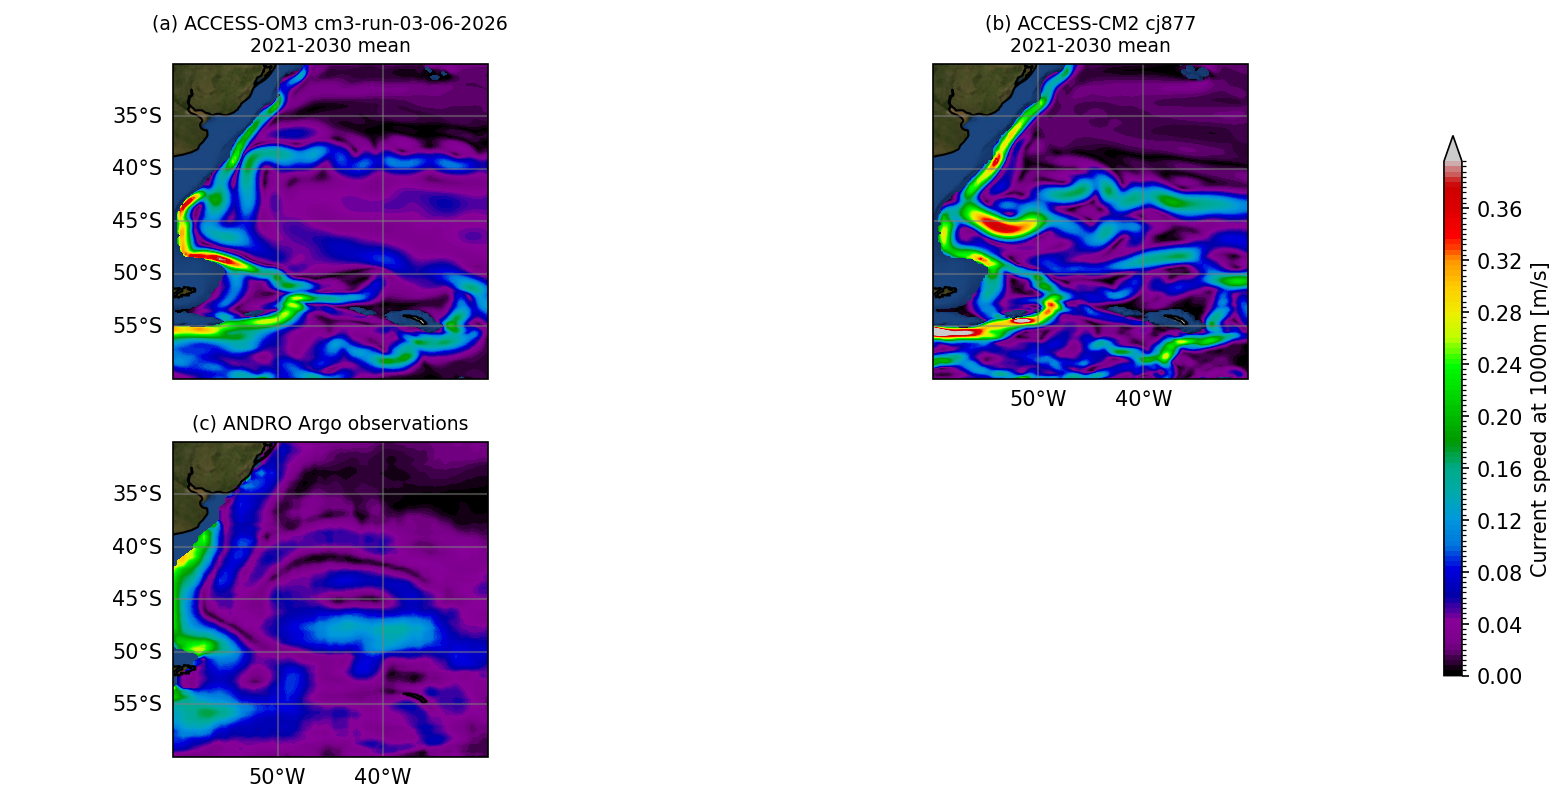 (a) ACCESS-OM3 cm3-run-03-06-2026
2021-2030 mean
(b) ACCESS-CM2 cj877
2021-2030 mean
35°S
40°S
45°S
50°S
55°S
50°W
40°W
(c) ANDRO Argo observations
35°S
40°S
45°S
50°S
55°S
50°W
40°W
0.36
0.32
0.28
0.24
0.20
0.16
0.12
0.08
0.04
0.00
Current speed at 1000m [m/s]